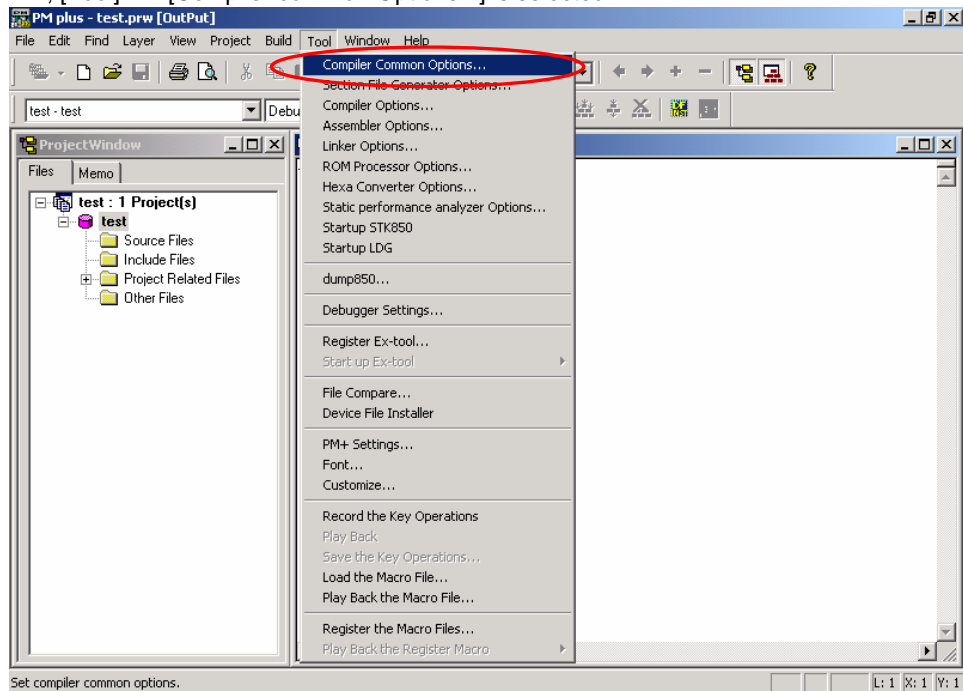 PM plus - test.prw [OutPut]
File Edit Find Layer View Project Build Tool Window Help
test - test
Debu
ProjectWindow
Files Memo
test : 1 Project(s)
test
Source Files
Include Files
Project Related Files
Other Files
Compiler Common Options...
Section File Generator Options...
Compiler Options...
Assembler Options...
Linker Options...
ROM Processor Options...
Hexa Converter Options...
Static performance analyzer Options...
Startup STK850
Startup LDG
dump850...
Debugger Settings...
Register Ex-tool...
Start up Ex-tool
File Compare...
Device File Installer
PM+ Settings...
Font...
Customize...
Record the Key Operations
Play Back
Save the Key Operations...
Load the Macro File...
Play Back the Macro File...
Register the Macro Files...
Play Back the Register Macro
Set compiler common options.
L: 1 X: 1 Y: 1